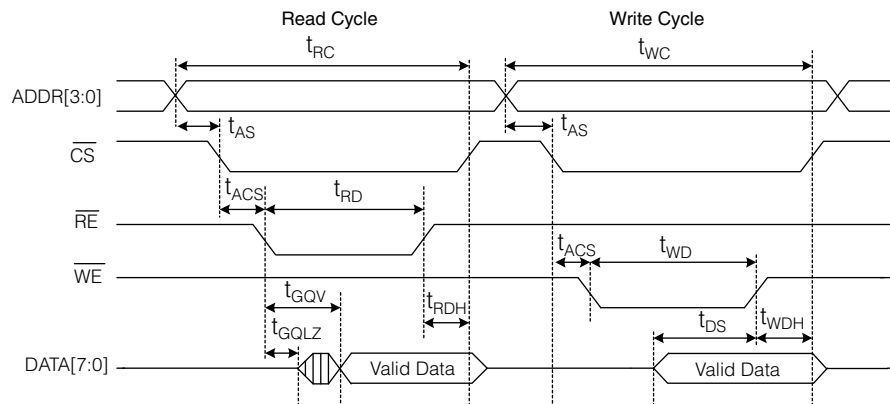 Read Cycle Write Cycle
tRC tWC
ADDR[3:0]
tAS tAS
CS
tACS tRD
RE
tACS tWD
WE
tGQV
tRDH
tDS tWDH
tGQLZ
DATA[7:0] Valid Data Valid Data